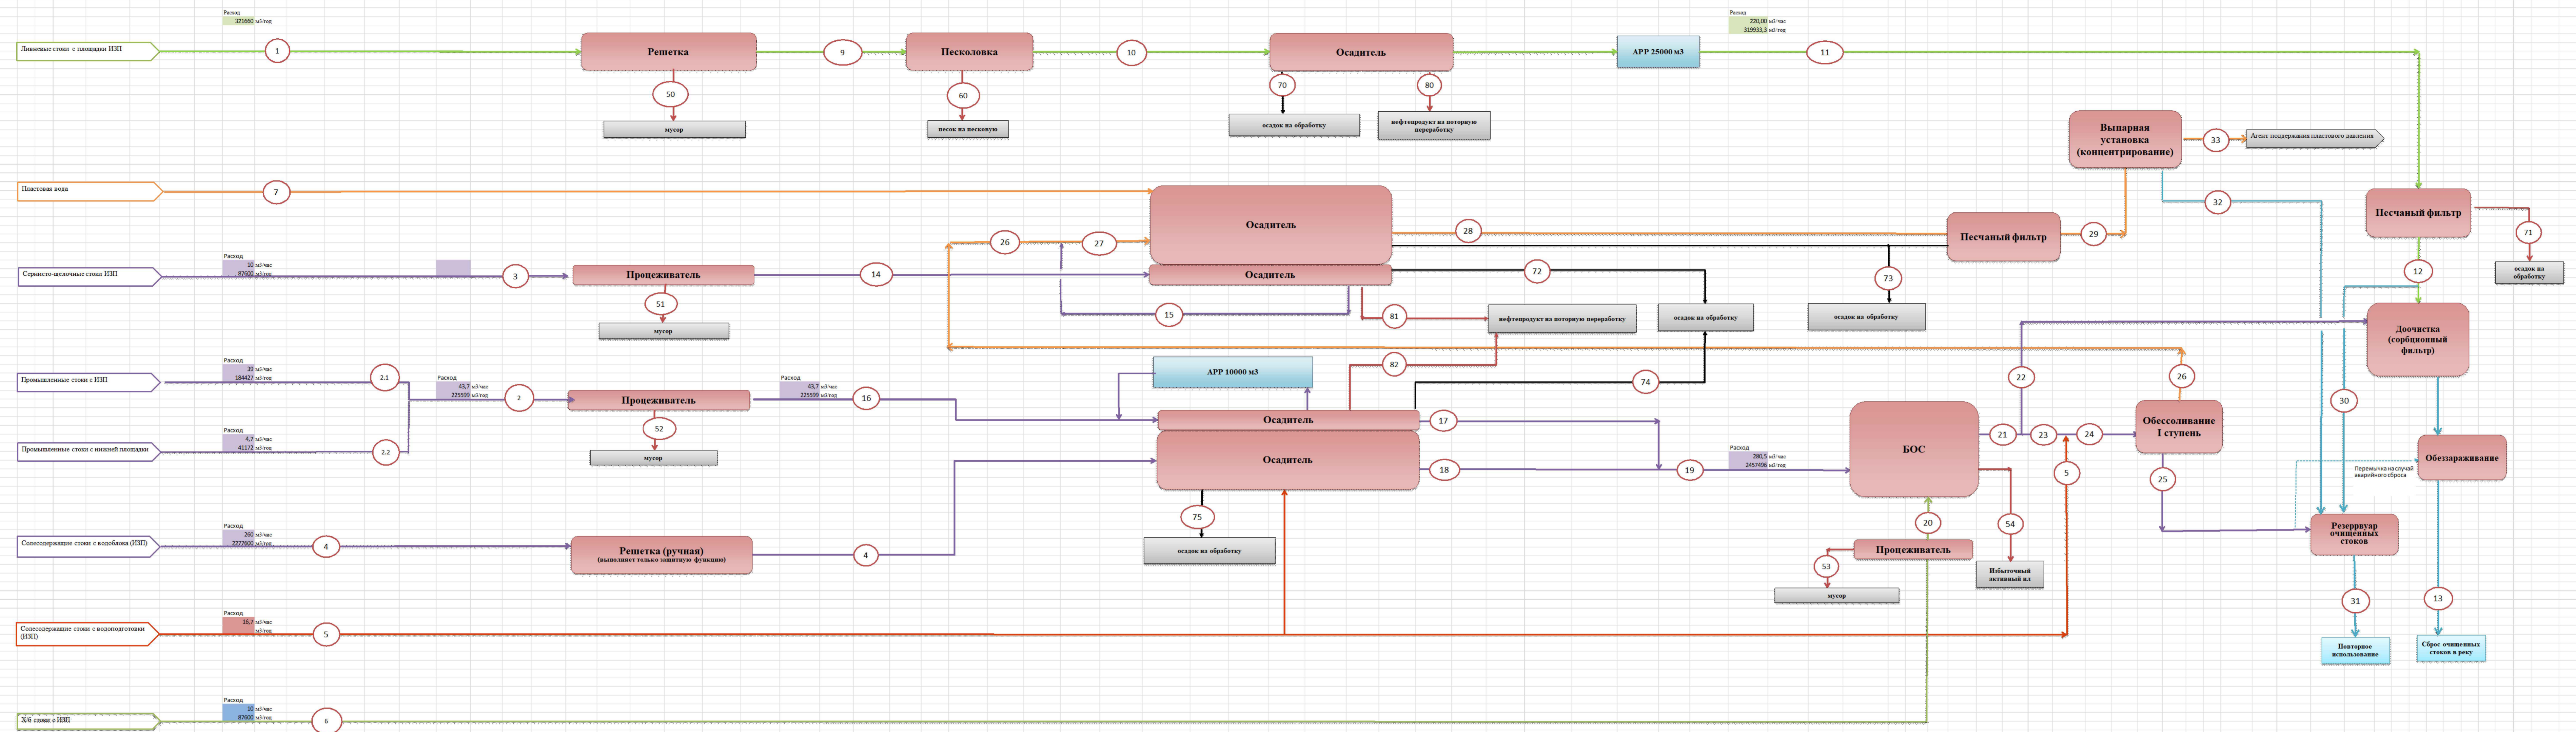 Расход
321660 м3/год
Ливневые стоки с площадки ИЗП
1
Решетка
9
Песколовка
10
Осадитель
АРР 25000 м3
Расход
220,00 м3/час
319933,3 м3/год
11
50
мусор
60
песок на песковую
70
осадок на обработку
80
нефтепродукт на поторную
переработку
Выпарная
установка
(концентрирование)
33
Агент поддержания пластового давления
32
Песчаный фильтр
71
осадок на
обработку
12
Пластовая вода
7
Осадитель
26
27
28
Песчаный фильтр
29
Сернисто-щелочные стоки ИЗП
Расход
10 м3/час
87600 м3/год
3
Процеживатель
14
Осадитель
72
73
51
мусор
15
81
нефтепродукт на поторную переработку
осадок на обработку
осадок на обработку
Доочистка
(сорбционный
фильтр)
Промышленные стоки с ИЗП
Расход
39 м3/час
184427 м3/год
2.1
Расход
43,7 м3/час
225599 м3/год
2
Процеживатель
Расход
43,7 м3/час
225599 м3/год
16
АРР 10000 м3
82
74
22
26
30
Промышленные стоки с нижней площадки
Расход
4,7 м3/час
41172 м3/год
2.2
52
мусор
Осадитель
17
Осадитель
18
Расход
280,5 м3/час
2457496 м3/год
19
БОС
21
23
24
Обессоливание
I ступень
5
25
Обеззараживание
Перемычка на случай
аварийного сброса
75
осадок на обработку
Солесодержащие стоки с водоблока (ИЗП)
Расход
260 м3/час
2277600 м3/год
4
Решетка (ручная)
(выполняет только защитную функцию)
4
20
Процеживатель
53
мусор
54
Избыточный
активный ил
Резеррвуар
очищенных
стоков
31
13
Повторное
использование
Сброс очищенных
стоков в реку
Солесодержащие стоки с водоподготовки
(ИЗП)
Расход
16,7 м3/час
м3/год
5
Х/б стоки с ИЗП
Расход
10 м3/час
87600 м3/год
6